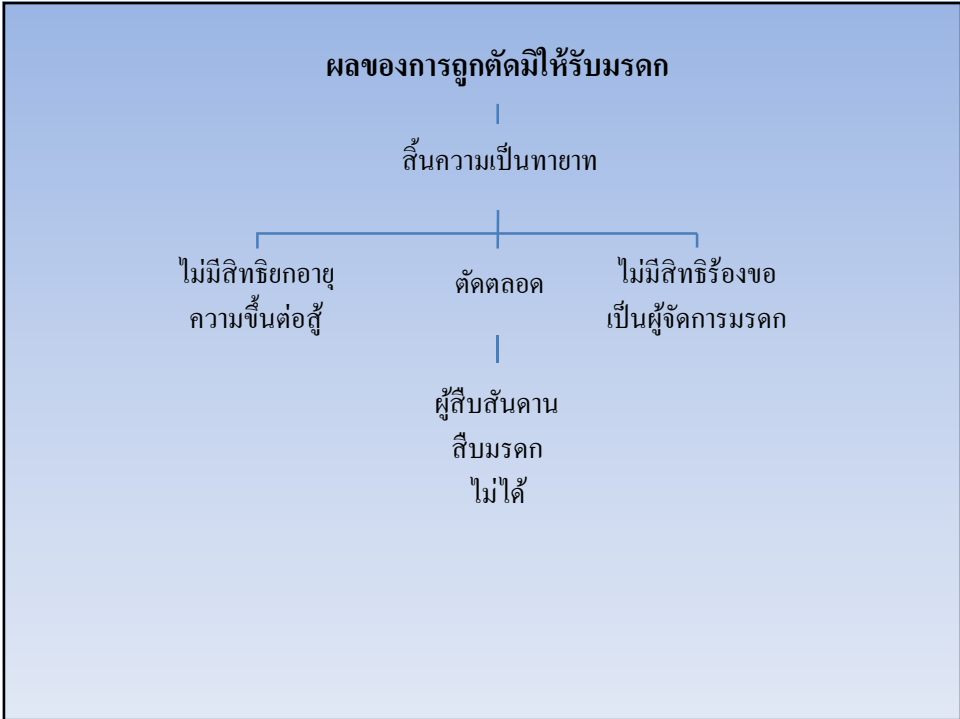 ผลของการถูกตัดมิให้รับมรดก
สิ้นความเป็นทายาท
ไม่มีสิทธิยกอายุ
ความขึ้นต่อสู้
ตัดตลอด
ไม่มีสิทธิร้องขอ
เป็นผู้จัดการมรดก
ผู้สืบสันดาน
สืบมรดก
ไม่ได้